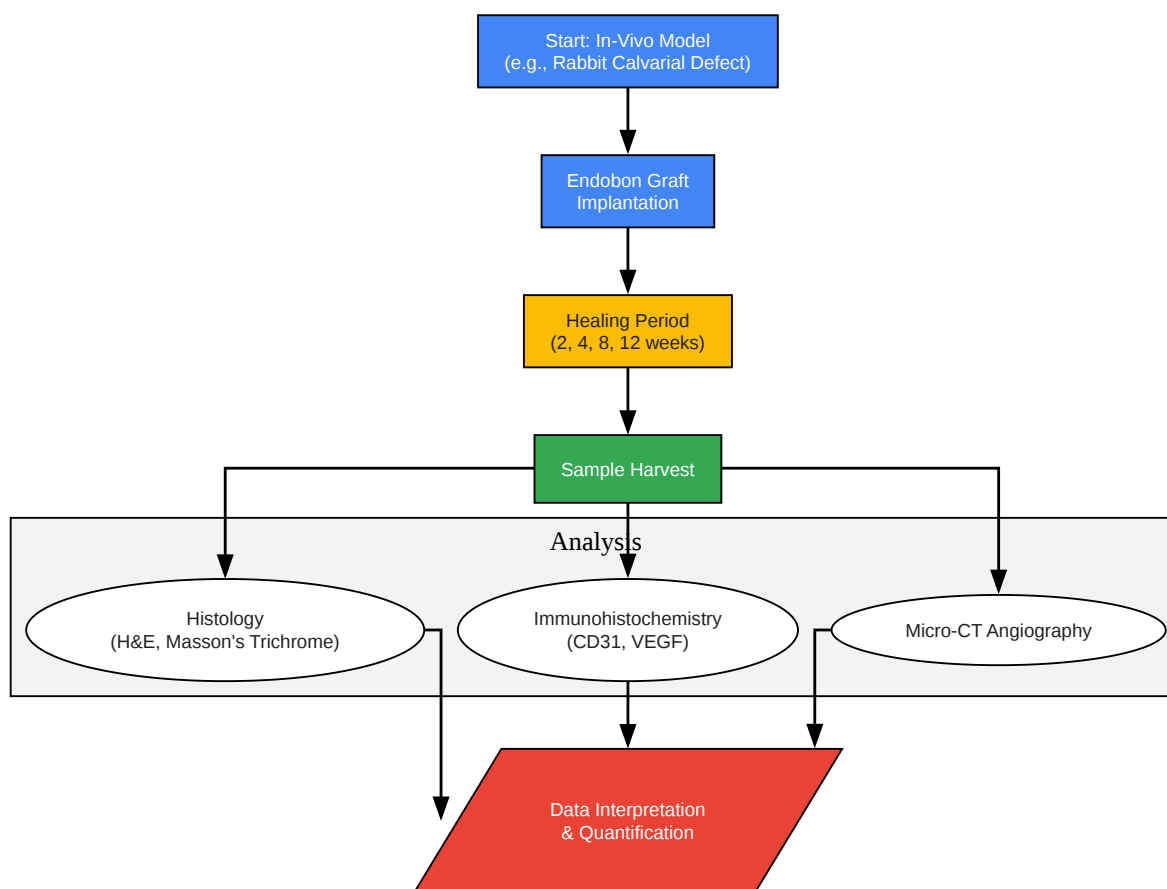 Start: In-Vivo Model
(e.g., Rabbit Calvarial Defect)
Endobon Graft
Implantation
Healing Period
(2, 4, 8, 12 weeks)
Sample Harvest
Analysis
Histology
(H&E, Masson's Trichrome)
Immunohistochemistry
(CD31, VEGF)
Micro-CT Angiography
Data Interpretation
& Quantification